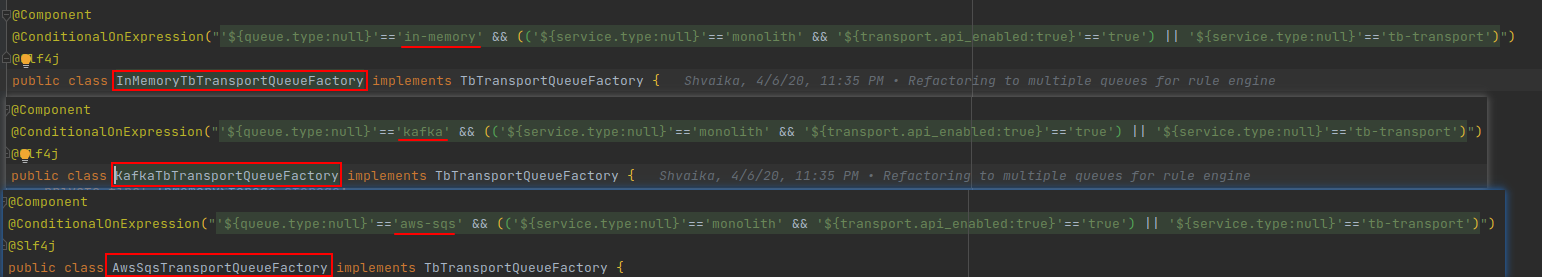 @Component
@ConditionalOnExpression("'${queue.type:null}'=='in-memory' && (('${service.type:null}'=='monolith' && '${transport.api_enabled:true}'=='true') || '${service.type:null}'=='tb-transport')")
@Slf4j
public class InMemoryTbTransportQueueFactory implements TbTransportQueueFactory { Shvaika, 4/6/20, 11:35 PM • Refactoring to multiple queues for rule engine
@Component
@ConditionalOnExpression("'${queue.type:null}'=='kafka' && (('${service.type:null}'=='monolith' && '${transport.api_enabled:true}'=='true') || '${service.type:null}'=='tb-transport')")
@Slf4j
public class KafkaTbTransportQueueFactory implements TbTransportQueueFactory { Shvaika, 4/6/20, 11:35 PM • Refactoring to multiple queues for rule engine
@Component
@ConditionalOnExpression("'${queue.type:null}'=='aws-sqs' && (('${service.type:null}'=='monolith' && '${transport.api_enabled:true}'=='true') || '${service.type:null}'=='tb-transport')")
@Slf4j
public class AwsSqsTransportQueueFactory implements TbTransportQueueFactory {